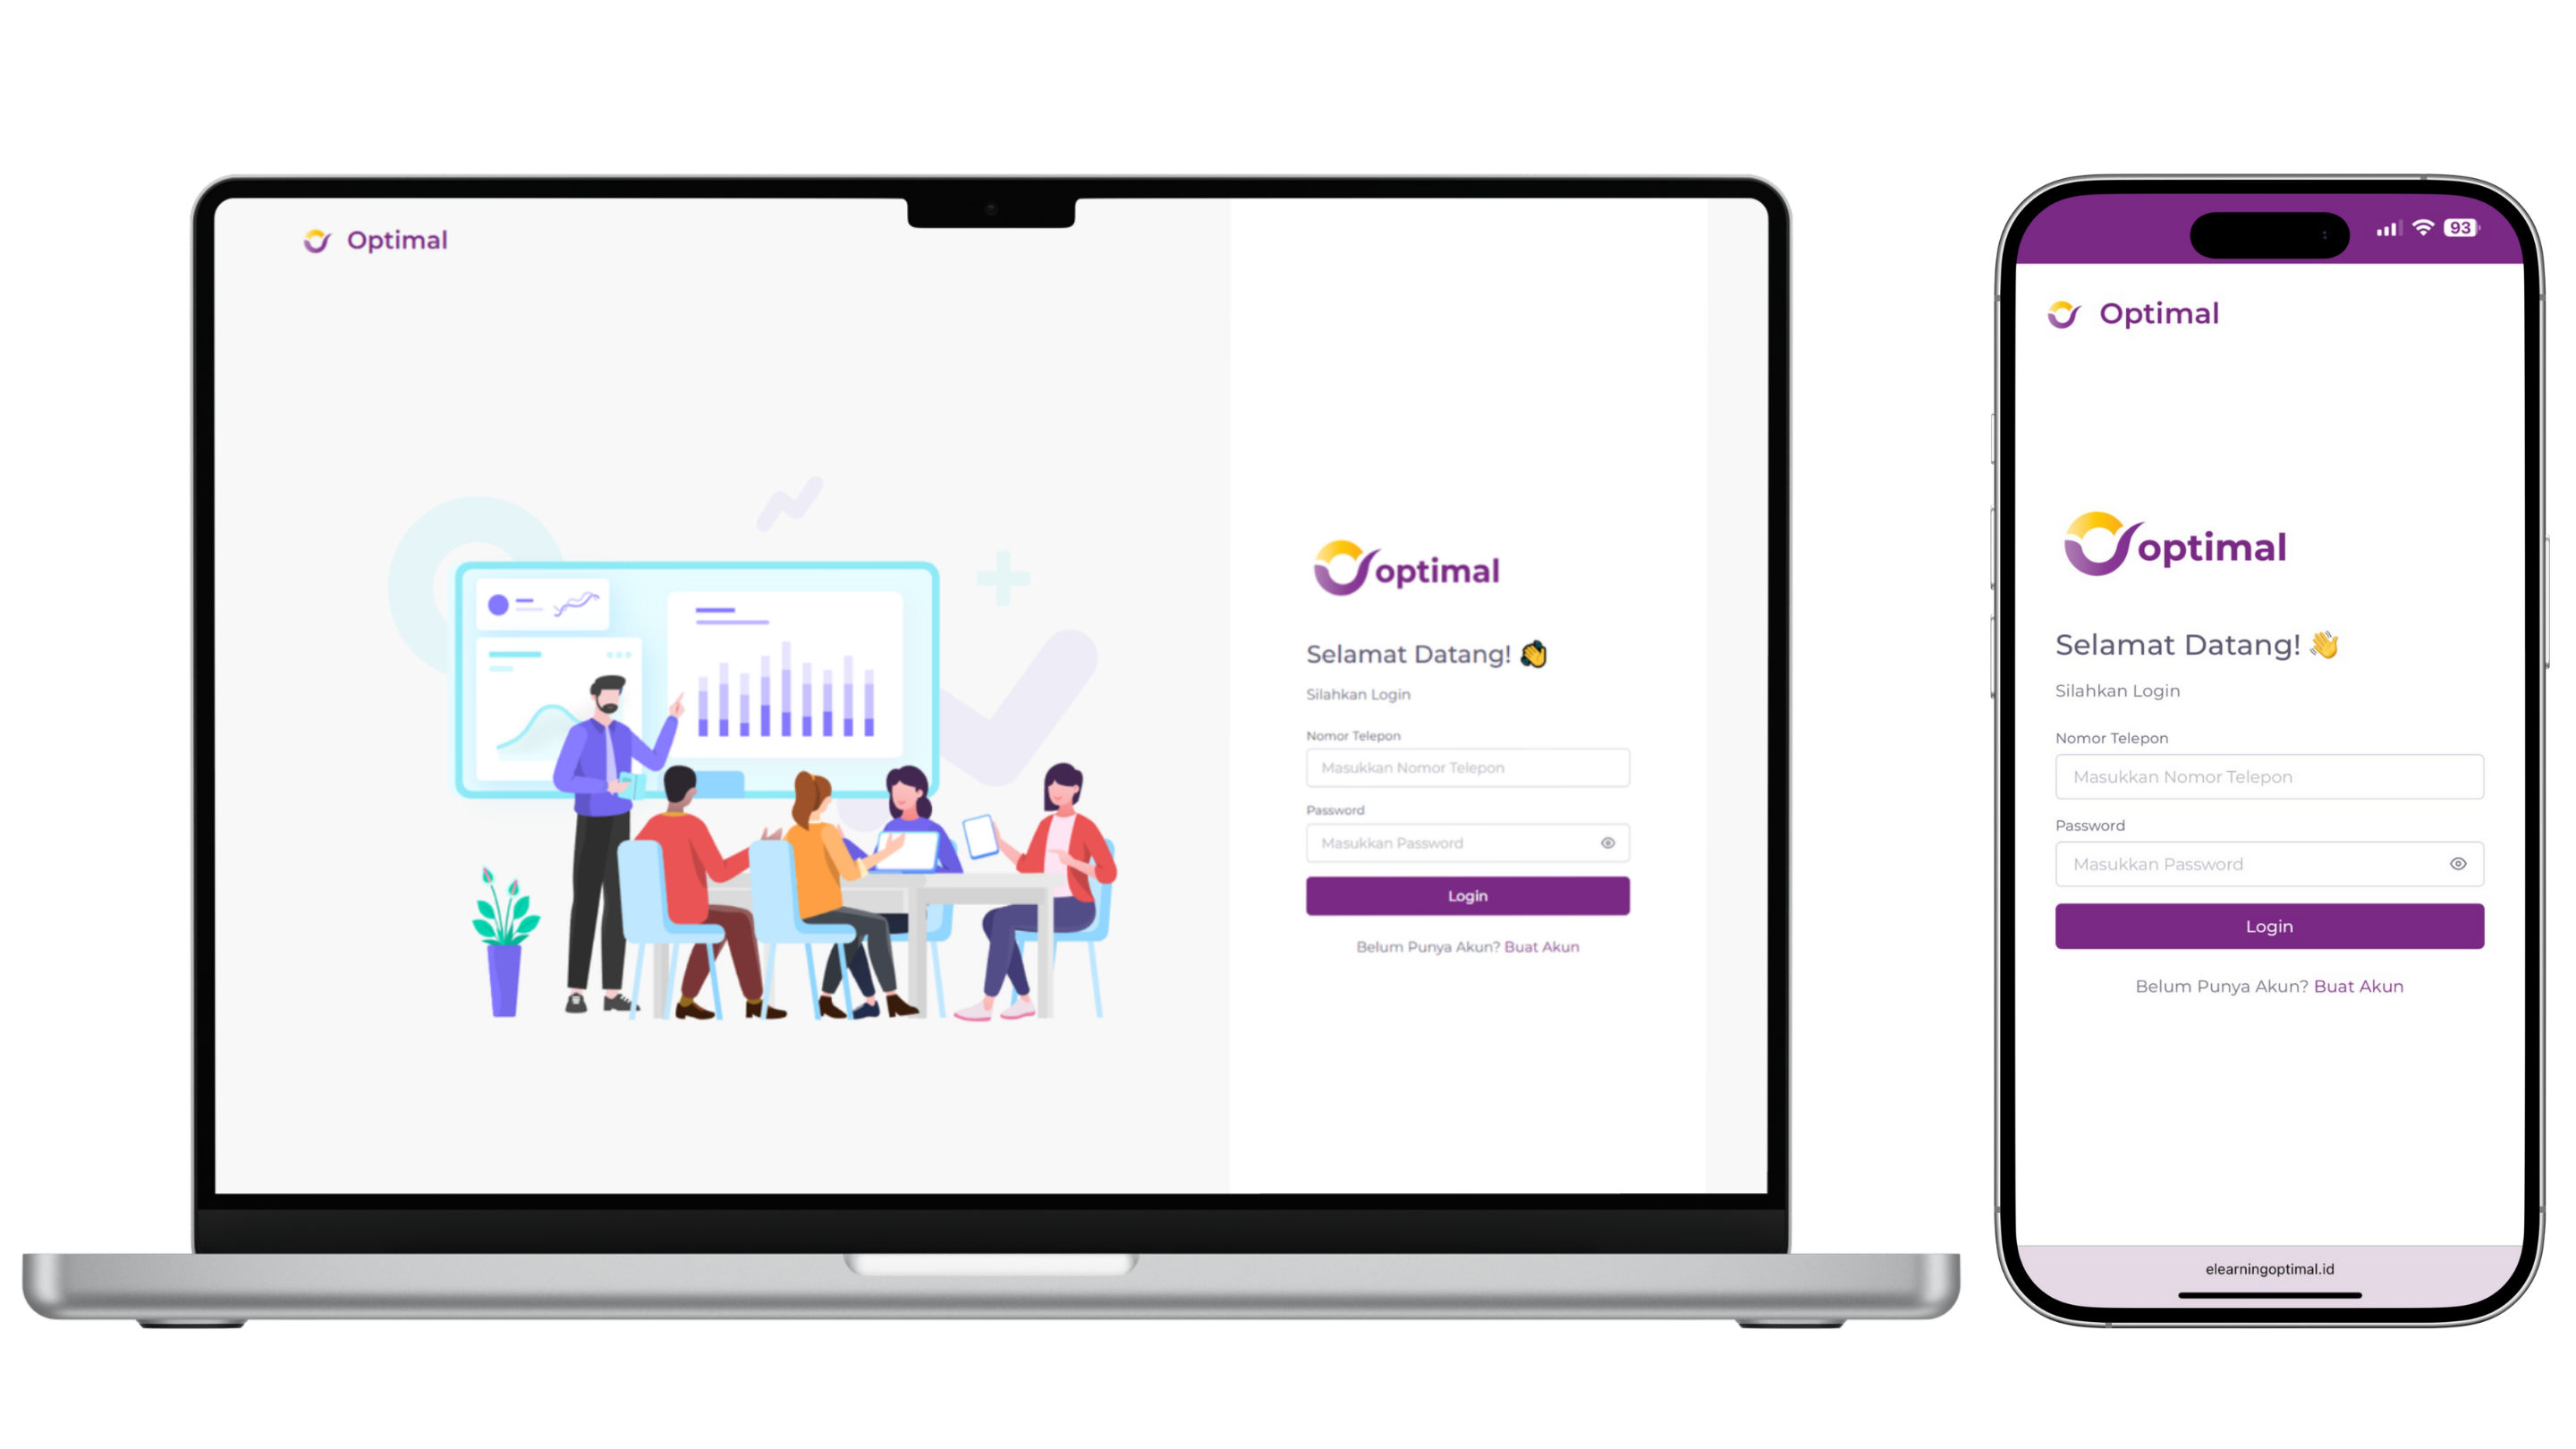 Optimal
optimal
Selamat Datang! 👋
Silahkan Login
Nomor Telepon
Masukkan Nomor Telepon
Password
Masukkan Password
Login
Belum Punya Akun? Buat Akun
93
Optimal
optimal
Selamat Datang! 👋
Silahkan Login
Nomor Telepon
Masukkan Nomor Telepon
Password
Masukkan Password
Login
Belum Punya Akun? Buat Akun
elearningoptimal.id